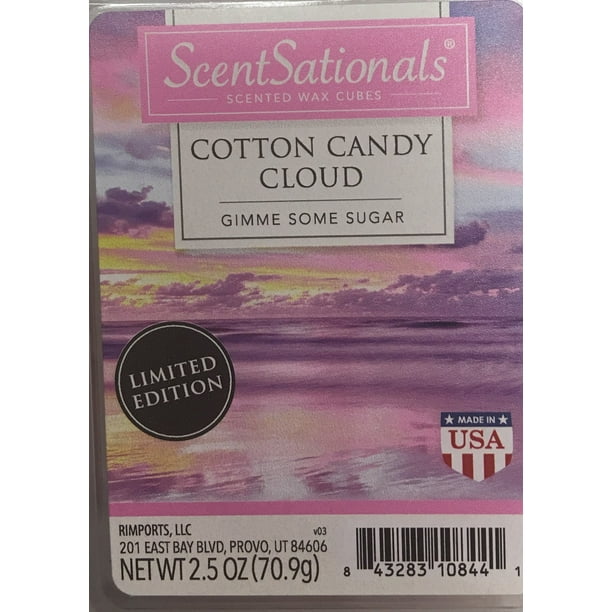 ScentSationals®
SCENTED WAX CUBES
COTTON CANDY
CLOUD
GIMME SOME SUGAR
LIMITED
EDITION
MADE IN
USA
RIMPORTS, LLC v03
201 EAST BAY BLVD, PROVO, UT 84606
NET WT 2.5 OZ (70.9g)
8 43283 10844 1